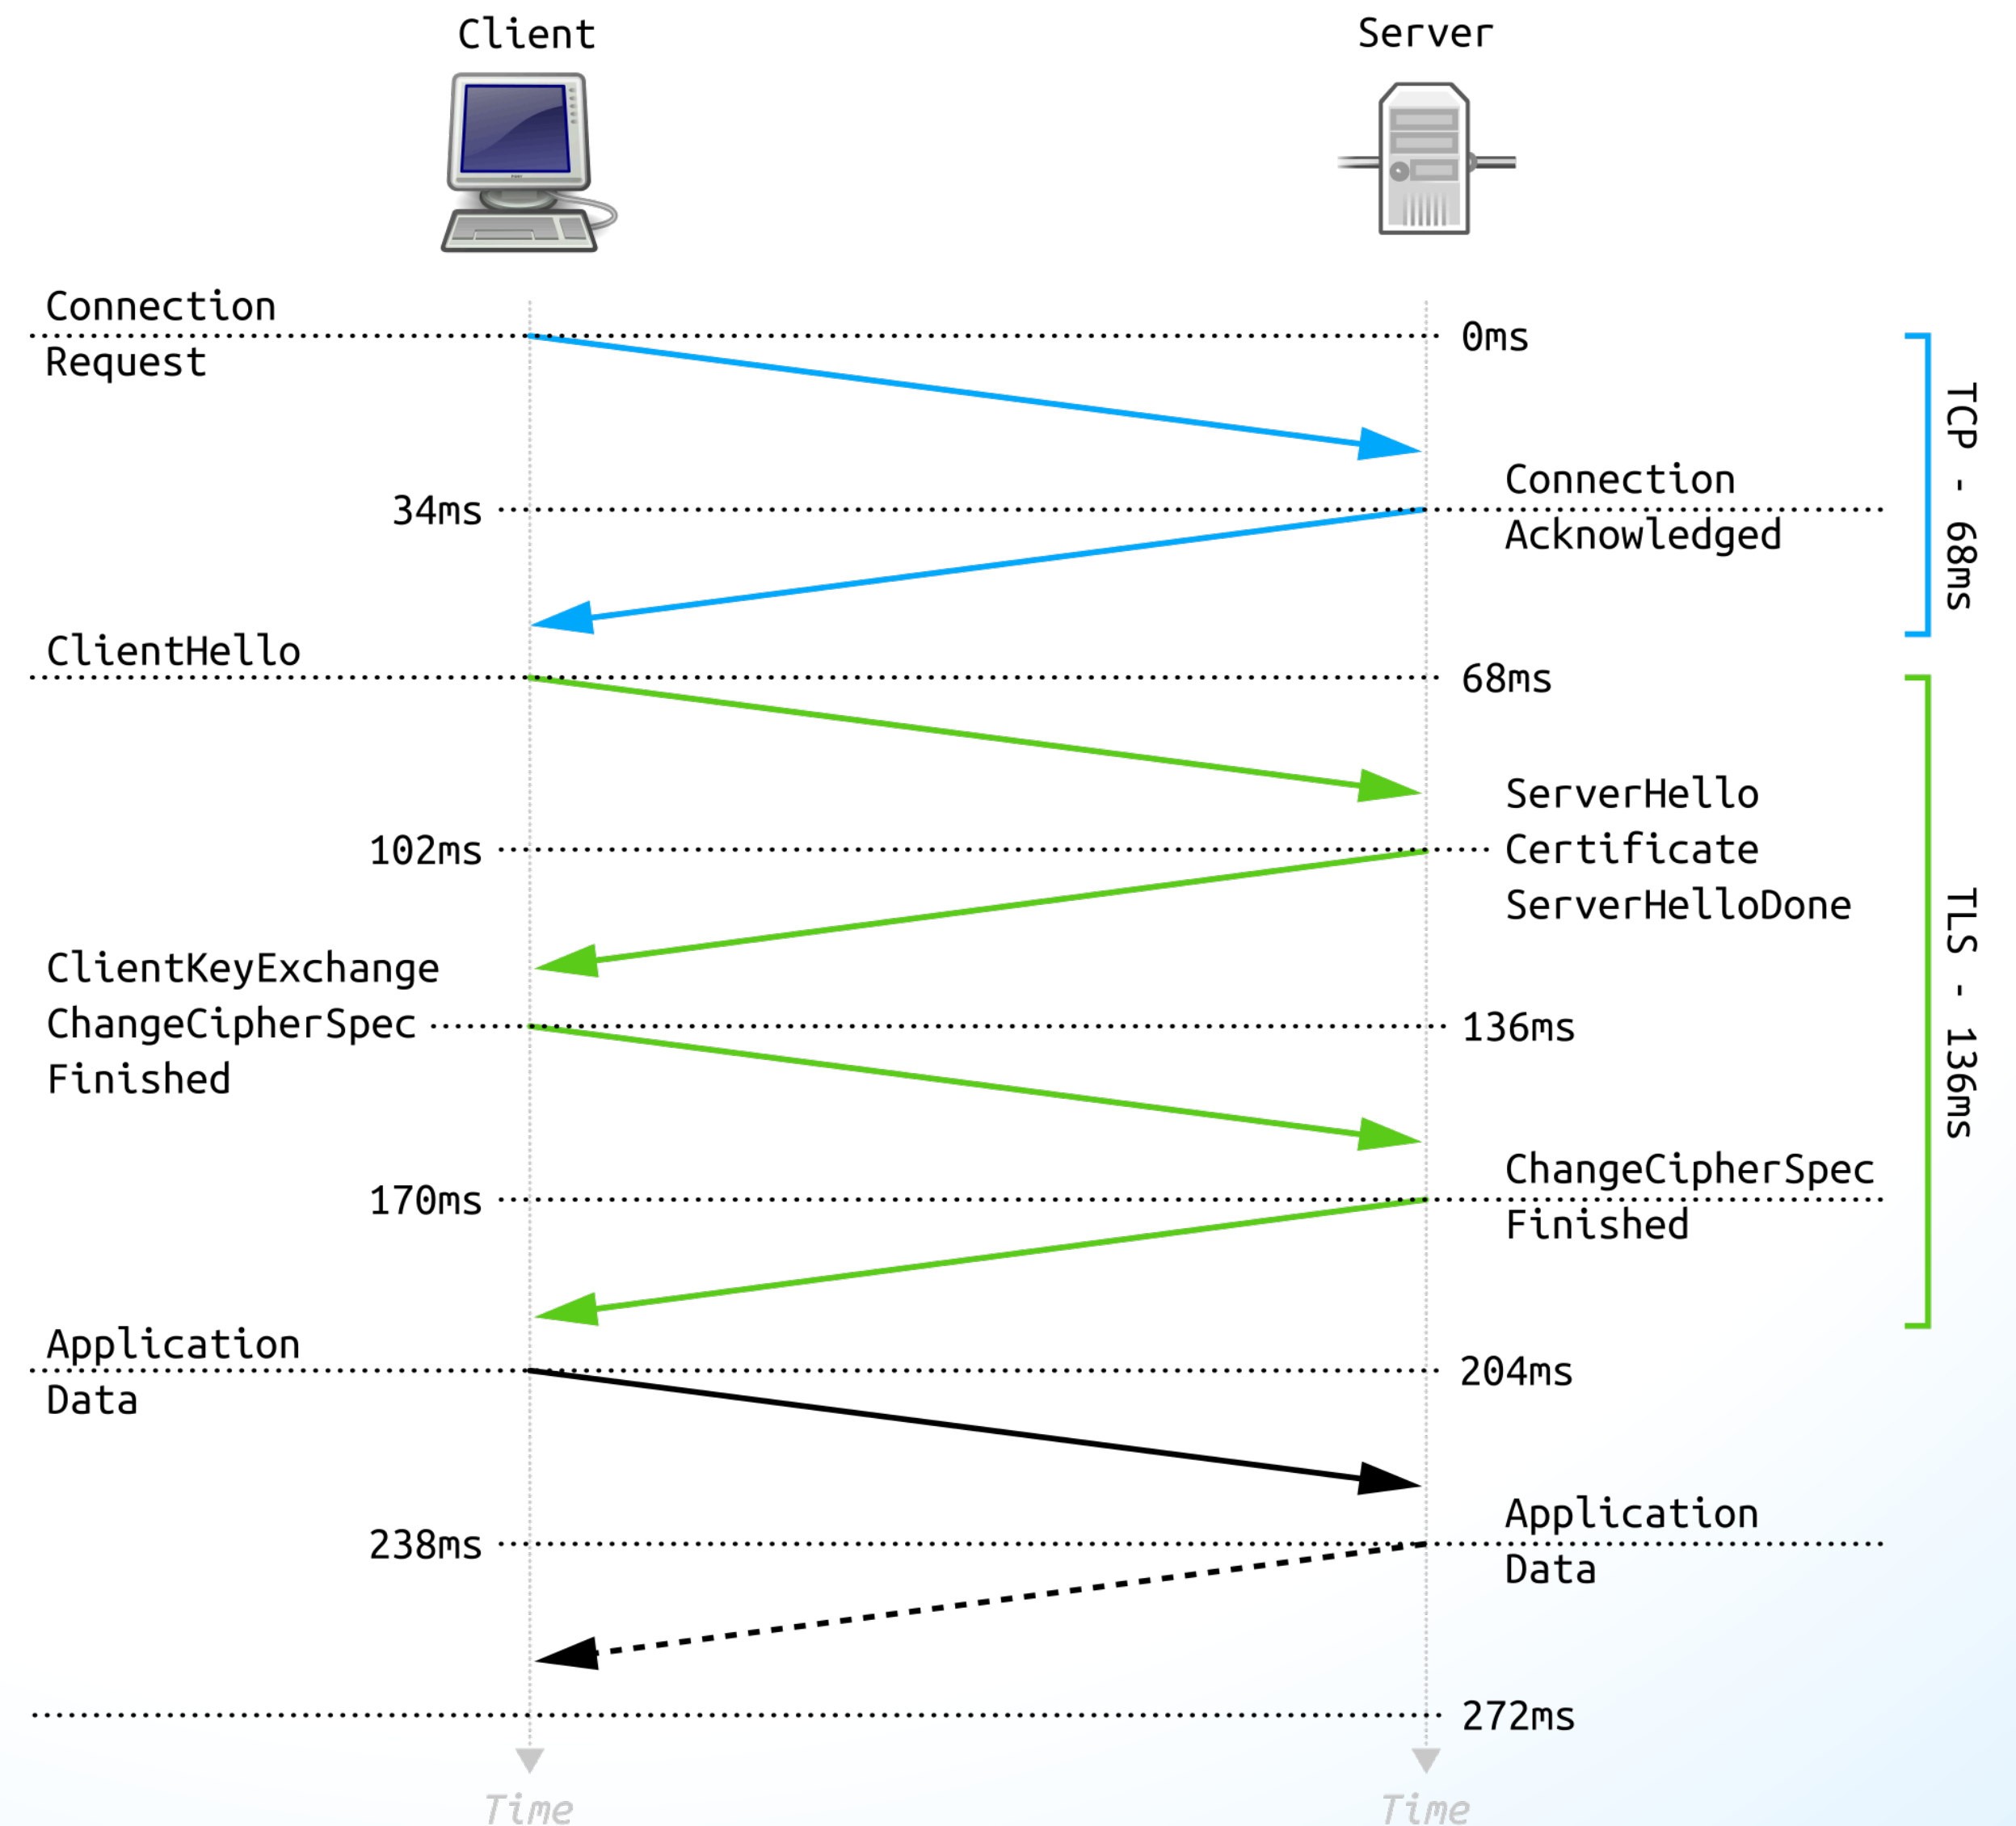 Client
Server
Connection
Request
0ms
34ms
Connection
Acknowledged
TCP - 68ms
ClientHello
68ms
ServerHello
102ms
Certificate
ServerHelloDone
ClientKeyExchange
ChangeCipherSpec
136ms
Finished
TLS - 136ms
ChangeCipherSpec
170ms
Finished
Application
204ms
Data
Application
238ms
Data
272ms
Time
Time